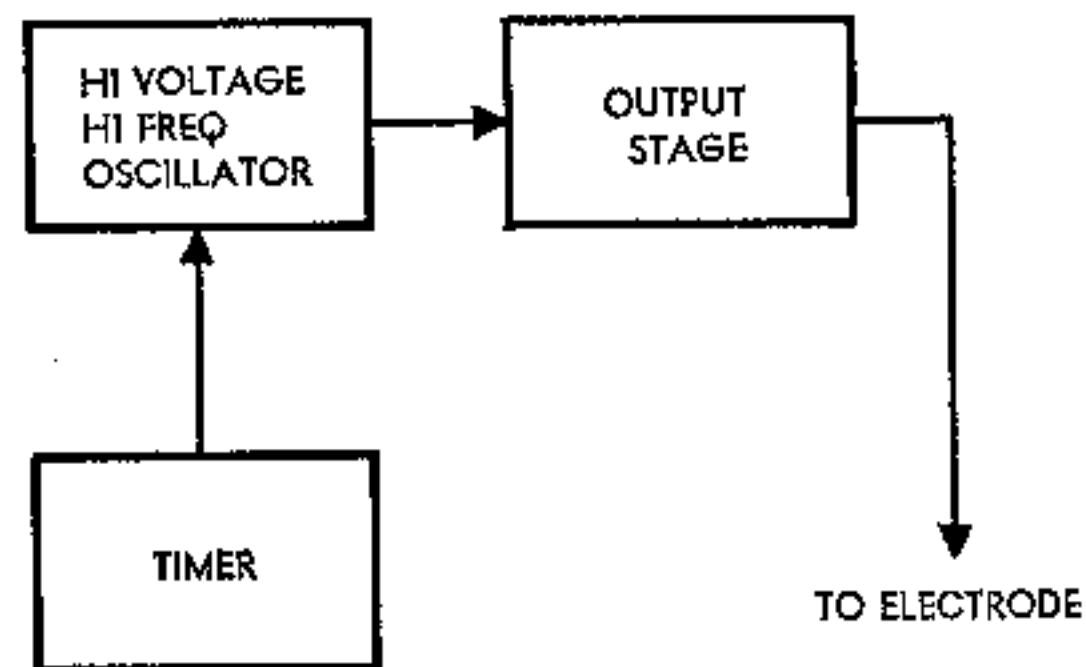 HI VOLTAGE
HI FREQ
OSCILLATOR
OUTPUT
STAGE
TIMER
TO ELECTRODE